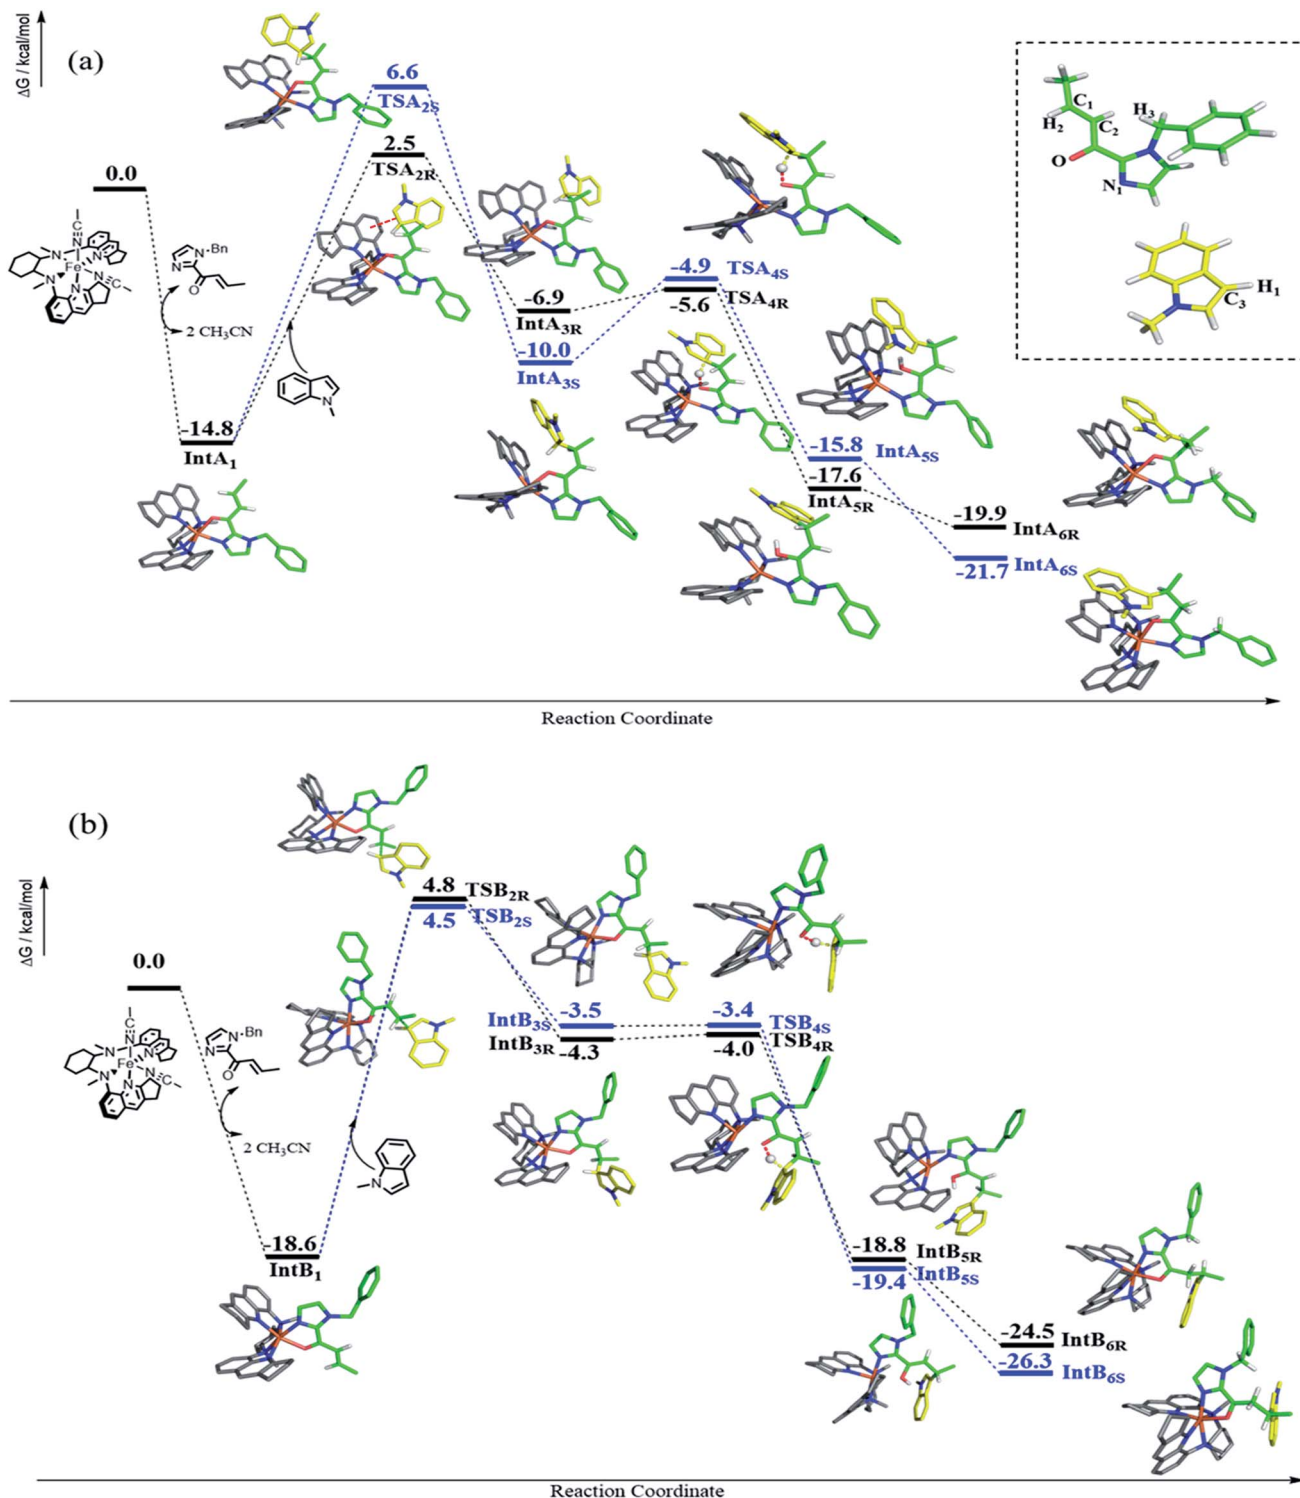 (a)
ΔG / kcal/mol
6.6
TSA2S
2.5
TSA2R
0.0
N
Fe
N
N
N
N≡C
N
N-Bn
N
O
2 CH3CN
N
-14.8
IntA1
-6.9
IntA3R
-10.0
IntA3S
-4.9
TSA4S
-5.6
TSA4R
-15.8
IntA5S
-17.6
IntA5R
-19.9
IntA6R
-21.7
IntA6S
C1
H2
C2
H3
O
N1
C3
H1
Reaction Coordinate
(b)
ΔG / kcal/mol
4.8
TSB2R
4.5
TSB2S
0.0
N
Fe
N
N
N
N≡C
N
N-Bn
N
O
2 CH3CN
N
-18.6
IntB1
-3.5
IntB3S
-4.3
IntB3R
-3.4
TSB4S
-4.0
TSB4R
-18.8
IntB5R
-19.4
IntB5S
-24.5
IntB6R
-26.3
IntB6S
Reaction Coordinate